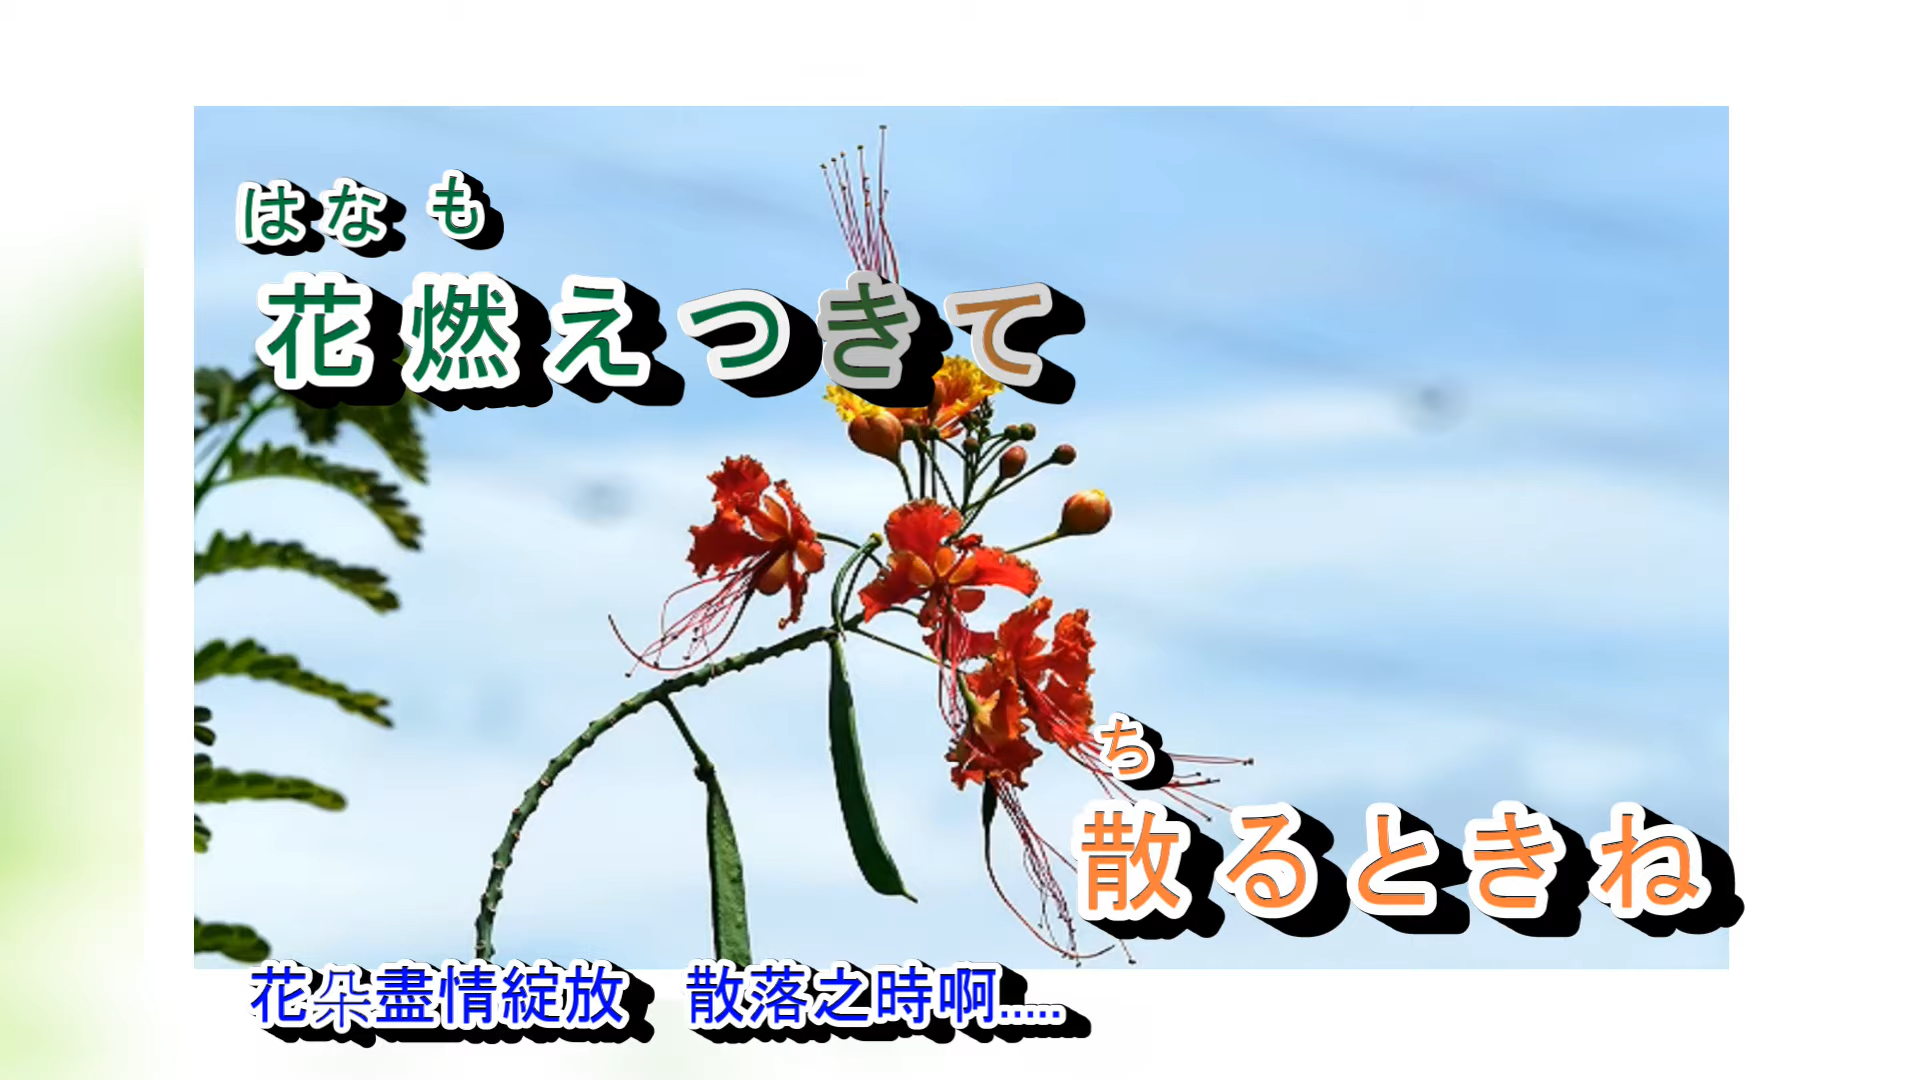 はな も
花燃えつきて
ち
散るときね
花朵盡情綻放　散落之時啊.....